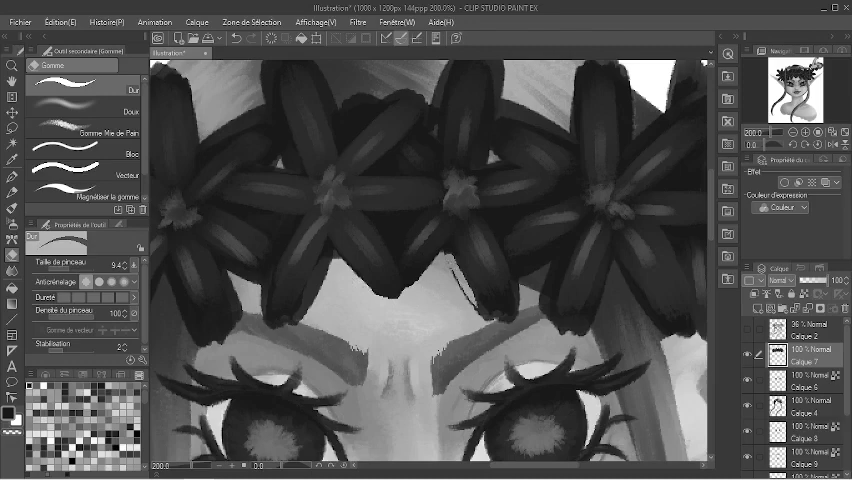 Illustration* (1000 x 1200px 144ppp 200.0%) - CLIP STUDIO PAINT EX
Fichier Édition(E) Histoire(P) Animation Calque Zone de Sélection Affichage(V) Filtre Fenêtre(W) Aide(H)
Outil secondaire (Gomme)
Gomme
Dur
Doux
Gomme Mie de Pain
Bloc
Vecteur
Magnétiser la gomme
Propriétés de l'outil
Dur
Taille de pinceau 9.4
Anticrénelage
Dureté
Densité du pinceau 100
Gomme de vecteur
Stabilisation 2
Illustration*
200.0 0.0
Navigat
200.0
0.0
Propriété du c
Effet
Couleur d'expression
Couleur
Calque
Normal 100
36 % Normal
Calque 2
100 % Normal
Calque 7
100 % Normal
Calque 6
100 % Normal
Calque 4
100 % Normal
Calque 8
100 % Normal
Calque 9
100 % Normal